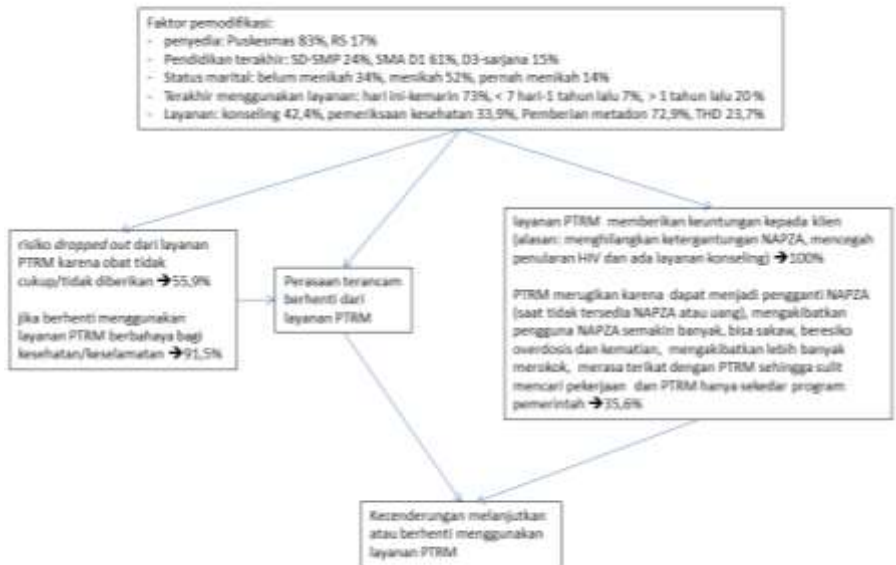 Faktor pemodifikasi:
- penyedia: Puskesmas 83%, RS 17%
- Pendidikan terakhir: SD-SMP 24%, SMA D1 61%, D3-sarjana 15%
- Status marital: belum menikah 34%, menikah 52%, pernah menikah 14%
- Terakhir menggunakan layanan: hari ini-kemarin 73%, < 7 hari-1 tahun lalu 7%, > 1 tahun lalu 20%
- Layanan: konseling 42,4%, pemeriksaan kesehatan 33,9%, Pemberian metadon 72,9%, THD 23,7%
risiko dropped out dari layanan
PTRM karena obat tidak
cukup/tidak diberikan ➔55,9%
jika berhenti menggunakan
layanan PTRM berbahaya bagi
kesehatan/keselamatan ➔91,5%
Perasaan terancam
berhenti dari
layanan PTRM
layanan PTRM memberikan keuntungan kepada klien
(alasan: menghilangkan ketergantungan NAPZA, mencegah
penularan HIV dan ada layanan konseling) ➔100%
PTRM merugikan karena dapat menjadi pengganti NAPZA
(saat tidak tersedia NAPZA atau uang), mengakibatkan
pengguna NAPZA semakin banyak, bisa sakaw, beresiko
overdosis dan kematian, mengakibatkan lebih banyak
merokok, merasa terikat dengan PTRM sehingga sulit
mencari pekerjaan dan PTRM hanya sekedar program
pemerintah ➔35,6%
Kecenderungan melanjutkan
atau berhenti menggunakan
layanan PTRM